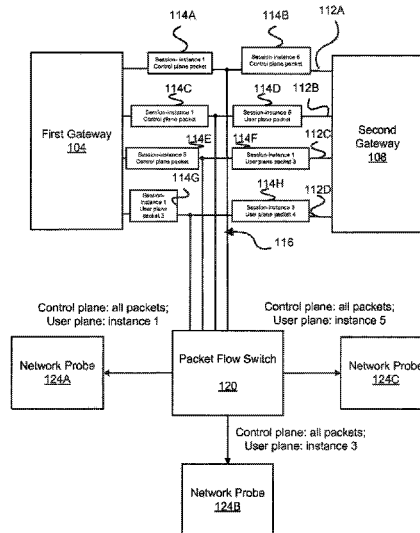 114A
114B
112A
Session-instance 1
Control plane packet
Session-instance 5
Control plane packet
114C
114D
112B
Session-instance 1
Control plane packet
Session-instance 5
User plane packet
First Gateway
104
114E
114F
112C
Second
Gateway
108
Session-instance 3
Control plane packet
Session-instance 1
User plane packet 3
114G
114H
112D
Session-
instance 1
User plane
packet 3
Session-instance 3
User plane packet 4
116
Control plane: all packets;
User plane: instance 1
Control plane: all packets;
User plane: instance 5
Network Probe
124A
Packet Flow Switch
120
Network Probe
124C
Control plane: all packets;
User plane: instance 3
Network Probe
124B